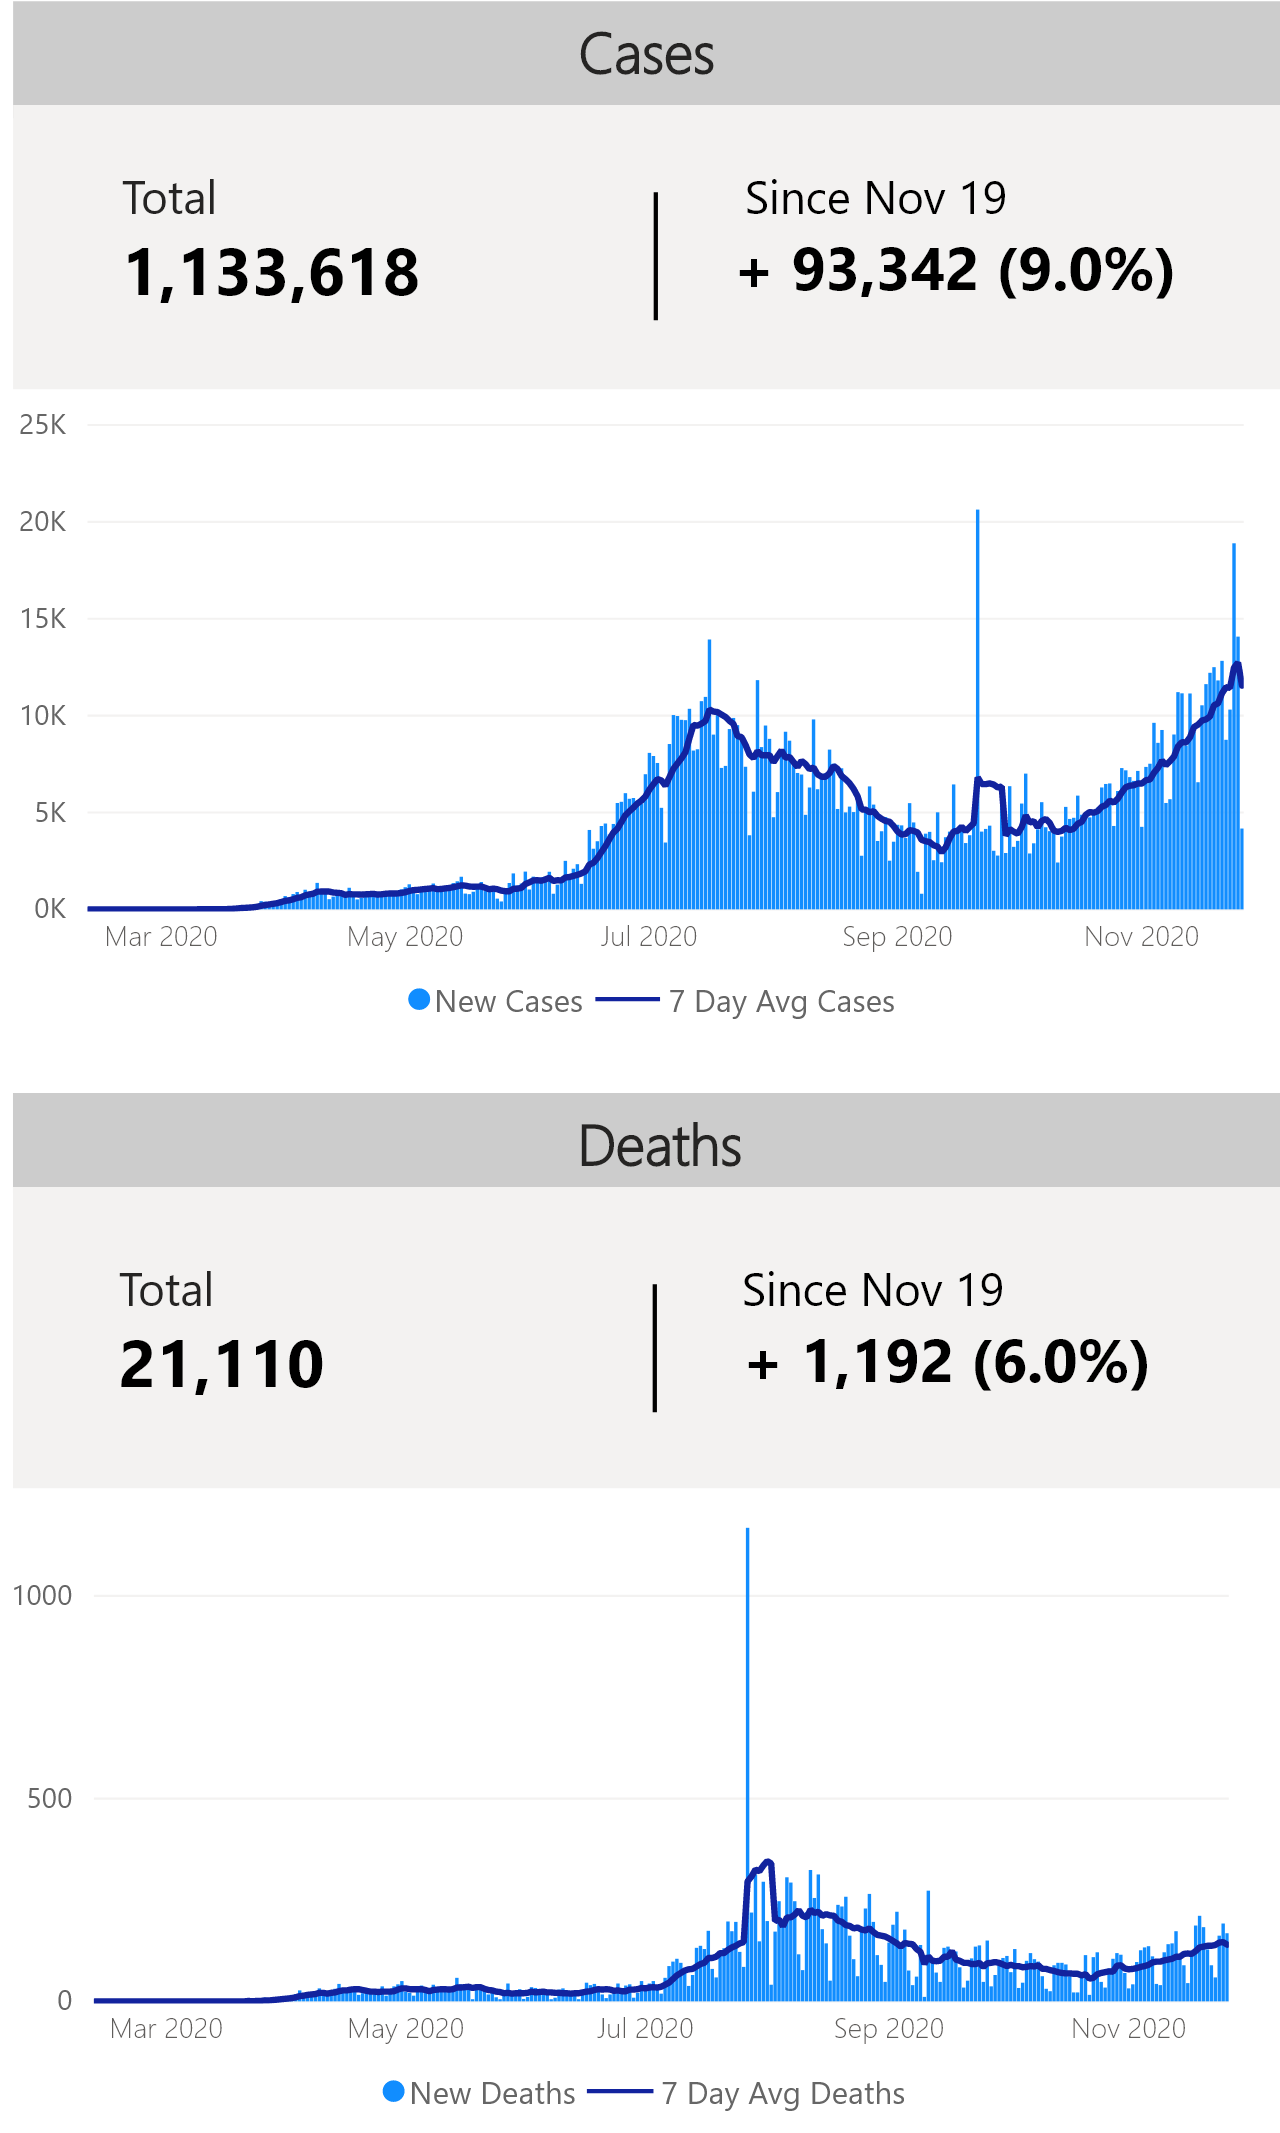 Cases
Total
Since Nov 19
1,133,618
+ 93,342 (9.0%)
25K
20K
15K
10K
5K
0K
Mar 2020
May 2020
Jul 2020
Sep 2020
Nov 2020
New Cases
7 Day Avg Cases
Deaths
Total
Since Nov 19
21,110
+ 1,192 (6.0%)
1000
500
0
Mar 2020
May 2020
Jul 2020
Sep 2020
Nov 2020
New Deaths
7 Day Avg Deaths